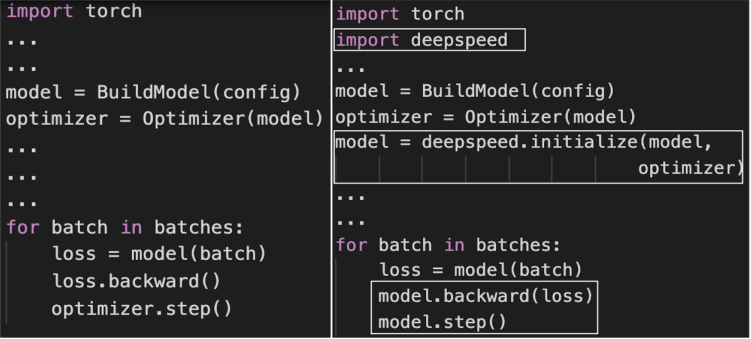 import torch
...
...
model = BuildModel(config)
optimizer = Optimizer(model)
...
...
...
for batch in batches:
loss = model(batch)
loss.backward()
optimizer.step()
import torch
import deepspeed
...
model = BuildModel(config)
optimizer = Optimizer(model)
model = deepspeed.initialize(model,
optimizer)
...
...
for batch in batches:
loss = model(batch)
model.backward(loss)
model.step()